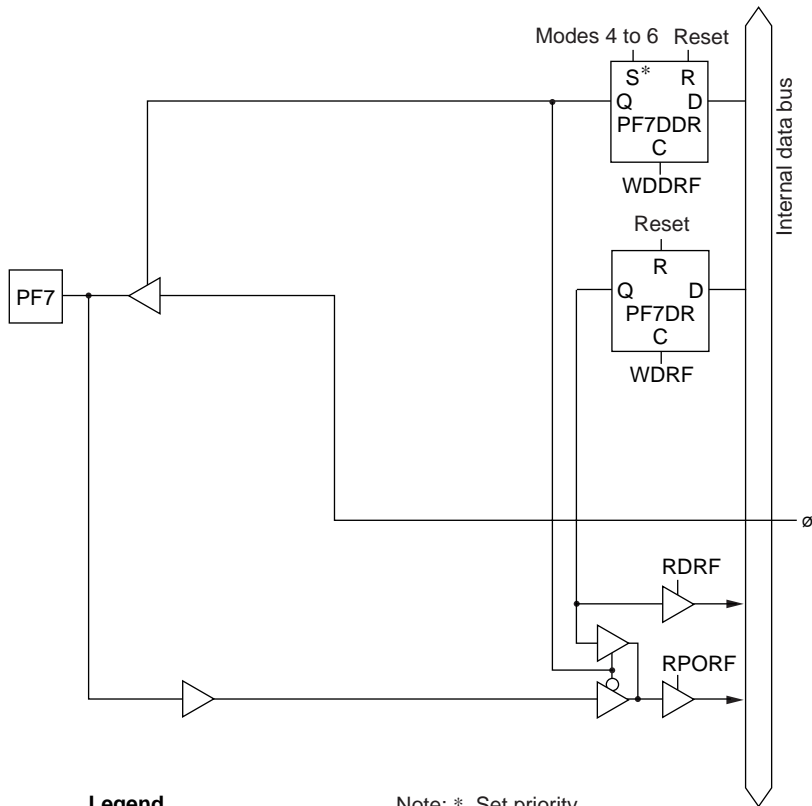 Modes 4 to 6 Reset
S* R
Q D
PF7DDR
C
WDDRF
Internal data bus
Reset
R
Q D
PF7DR
C
WDRF
PF7
ø
RDRF
RPORF
Legend
Note: * Set priority